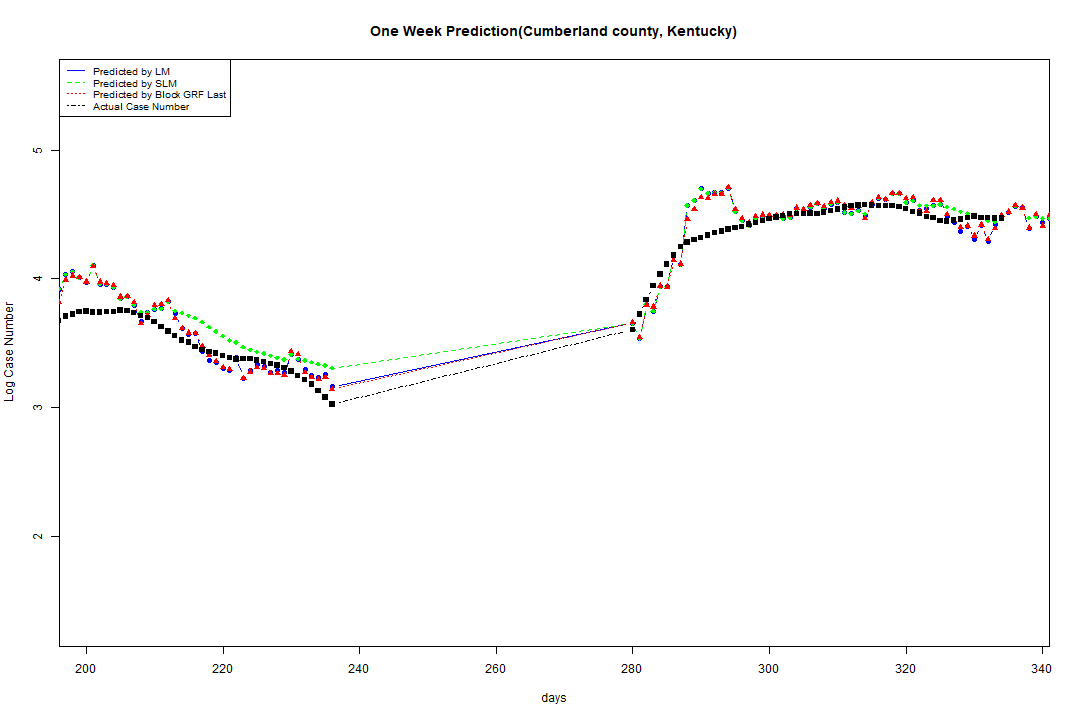 One Week Prediction(Cumberland county, Kentucky)
Predicted by LM
Predicted by SLM
Predicted by Block GRF Last
Actual Case Number
5
4
3
2
Log Case Number
200 220 240 260 280 300 320 340
days